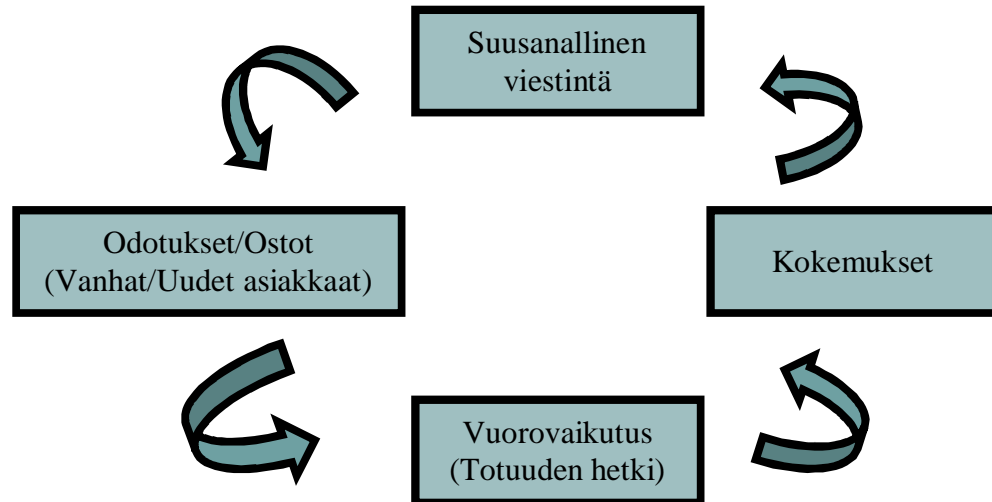 Suusanallinen
viestintä
Odotukset/Ostot
(Vanhat/Uudet asiakkaat)
Kokemukset
Vuorovaikutus
(Totuuden hetki)